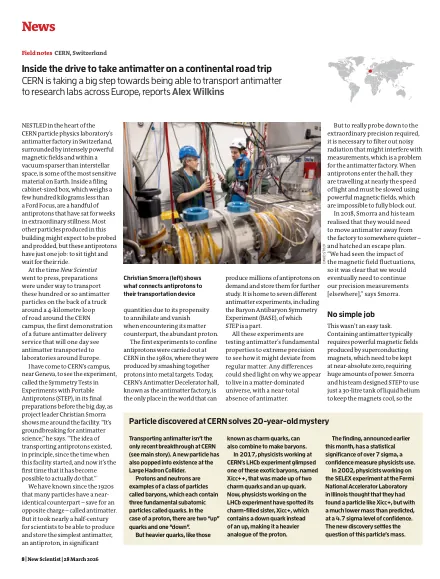 News
Field notes CERN, Switzerland
Inside the drive to take antimatter on a continental road trip
CERN is taking a big step towards being able to transport antimatter
to research labs across Europe, reports Alex Wilkins
NESTLED in the heart of the
CERN particle physics laboratory's
antimatter factory in Switzerland,
surrounded by intensely powerful
magnetic fields and within a
vacuum sparser than interstellar
space, is some of the most sensitive
material on Earth. Inside a filing
cabinet-sized box, which weighs a
few hundred kilograms less than
a Ford Focus, are a handful of
antiprotons that have sat for weeks
in extraordinary stillness. Most
other particles produced in this
building might expect to be probed
and prodded, but these antiprotons
have just one job: to sit tight and
wait for their ride.
At the time New Scientist
went to press, preparations
were under way to transport
these hundred or so antimatter
particles on the back of a truck
around a 4-kilometre loop
of road around the CERN
campus, the first demonstration
of a future antimatter delivery
service that will one day see
antimatter transported to
laboratories around Europe.
I have come to CERN's campus,
near Geneva, to see the experiment,
called the Symmetry Tests in
Experiments with Portable
Antiprotons (STEP), in its final
preparations before the big day, as
project leader Christian Smorra
shows me around the facility. "It's
groundbreaking for antimatter
science," he says. "The idea of
transporting antiprotons existed,
in principle, since the time when
this facility started, and now it's the
first time that it has become
possible to actually do that."
We have known since the 1920s
that many particles have a near-
identical counterpart – save for an
opposite charge – called antimatter.
But it took nearly a half-century
for scientists to be able to produce
and store the simplest antimatter,
an antiproton, in significant
Christian Smorra (left) shows
what connects antiprotons to
their transportation device
quantities due to its propensity
to annihilate and vanish
when encountering its matter
counterpart, the abundant proton.
The first experiments to confine
antiprotons were carried out at
CERN in the 1980s, where they were
produced by smashing together
protons into metal targets. Today,
CERN's Antimatter Decelerator hall,
known as the antimatter factory, is
the only place in the world that can
produce millions of antiprotons on
demand and store them for further
study. It is home to seven different
antimatter experiments, including
the Baryon Antibaryon Symmetry
Experiment (BASE), of which
STEP is a part.
All these experiments are
testing antimatter's fundamental
properties to extreme precision
to see how it might deviate from
regular matter. Any differences
could shed light on why we appear
to live in a matter-dominated
universe, with a near-total
absence of antimatter.
But to really probe down to the
extraordinary precision required,
it is necessary to filter out noisy
radiation that might interfere with
measurements, which is a problem
for the antimatter factory. When
antiprotons enter the hall, they
are travelling at nearly the speed
of light and must be slowed using
powerful magnetic fields, which
are impossible to fully block out.
In 2018, Smorra and his team
realised that they would need
to move antimatter away from
the factory to somewhere quieter –
and hatched an escape plan.
"We had seen the impact of
the magnetic field fluctuations,
so it was clear that we would
eventually need to continue
our precision measurements
[elsewhere]," says Smorra.
No simple job
This wasn't an easy task.
Containing antimatter typically
requires powerful magnetic fields
produced by superconducting
magnets, which need to be kept
at near-absolute zero, requiring
huge amounts of power. Smorra
and his team designed STEP to use
just a 30-litre tank of liquid helium
to keep the magnets cool, so the
Particle discovered at CERN solves 20-year-old mystery
Transporting antimatter isn't the
only recent breakthrough at CERN
(see main story). A new particle has
also popped into existence at the
Large Hadron Collider.
Protons and neutrons are
examples of a class of particles
called baryons, which each contain
three fundamental subatomic
particles called quarks. In the
case of a proton, there are two "up"
quarks and one "down".
But heavier quarks, like those
known as charm quarks, can
also combine to make baryons.
In 2017, physicists working at
CERN's LHCb experiment glimpsed
one of these exotic baryons, named
Xicc++, that was made up of two
charm quarks and an up quark.
Now, physicists working on the
LHCb experiment have spotted its
charm-filled sister, Xicc+, which
contains a down quark instead
of an up, making it a heavier
analogue of the proton.
The finding, announced earlier
this month, has a statistical
significance of over 7 sigma, a
confidence measure physicists use.
In 2002, physicists working on
the SELEX experiment at the Fermi
National Accelerator Laboratory
in Illinois thought that they had
found a particle like Xicc+, but with
a much lower mass than predicted,
at a 4.7 sigma level of confidence.
The new discovery settles the
question of this particle's mass.
8 | New Scientist | 28 March 2026